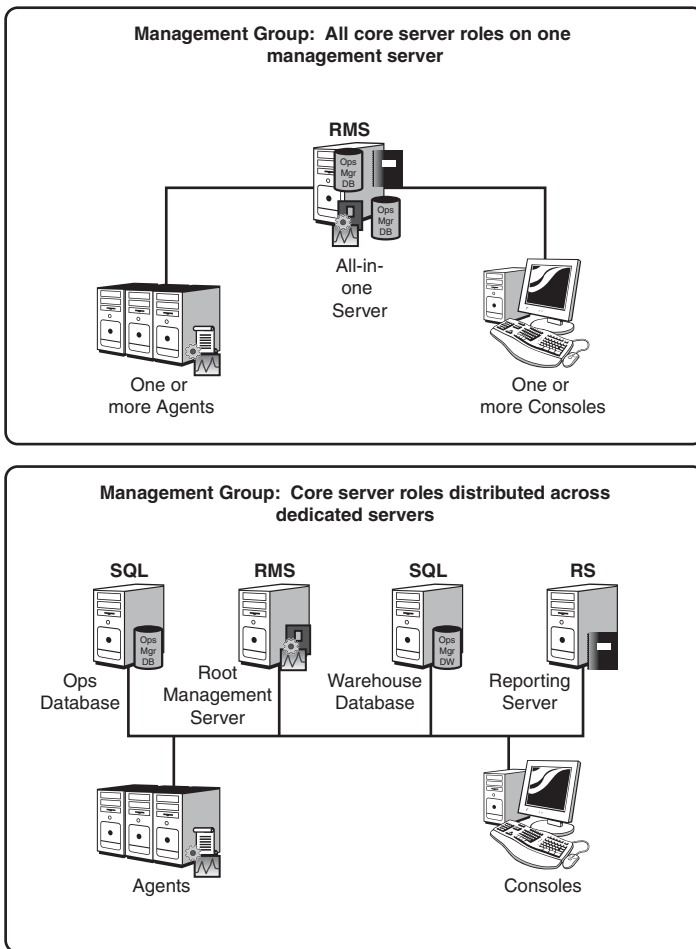 Management Group: All core server roles on one
management server
RMS
Ops
Mgr
DB
Ops
Mgr
DB
All-in-
one
Server
One or
more Agents
One or
more Consoles
Management Group: Core server roles distributed across
dedicated servers
SQL
RMS
SQL
RS
Ops
Mgr
DB
Ops
Mgr
DW
Ops
Database
Root
Management
Server
Warehouse
Database
Reporting
Server
Agents
Consoles